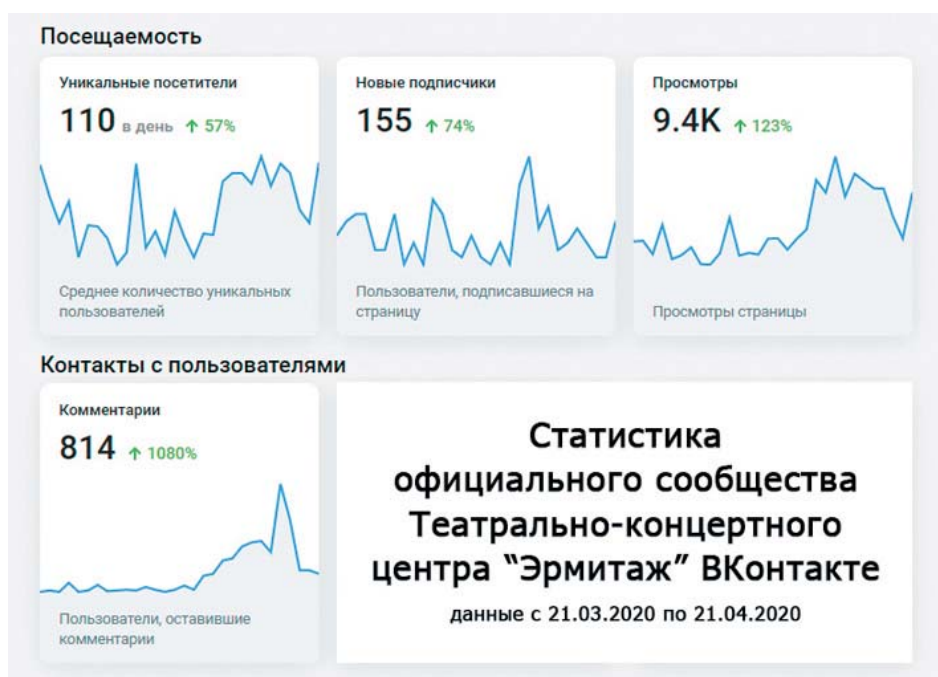 Посещаемость
Уникальные посетители
110 в день ↑ 57%
Среднее количество уникальных
пользователей
Новые подписчики
155 ↑ 74%
Пользователи, подписавшиеся на
страницу
Просмотры
9.4K ↑ 123%
Просмотры страницы
Контакты с пользователями
Комментарии
814 ↑ 1080%
Пользователи, оставившие
комментарии
Статистика
официального сообщества
Театрально-концертного
центра “Эрмитаж” ВКонтакте
данные с 21.03.2020 по 21.04.2020